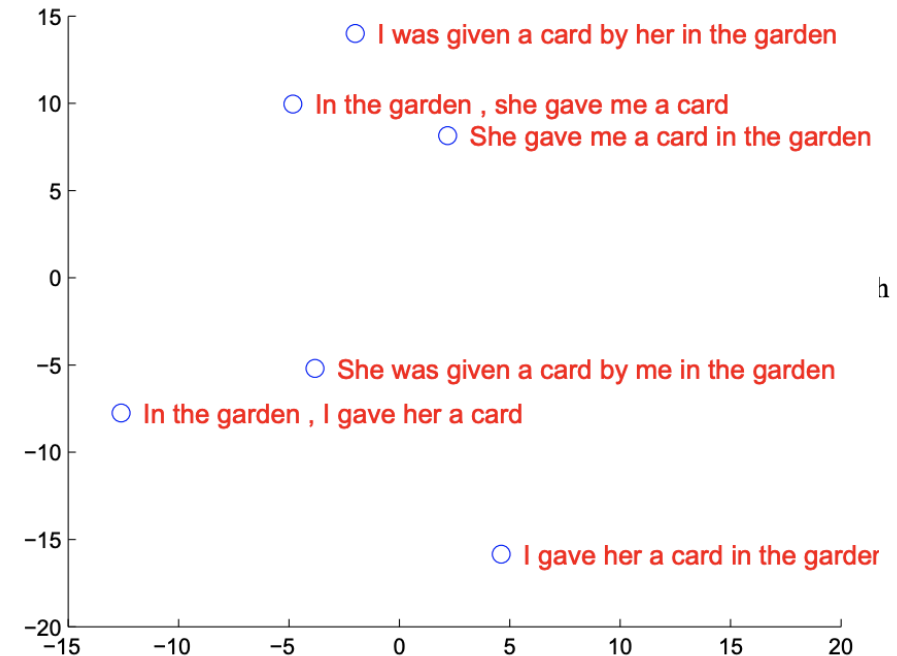 15
I was given a card by her in the garden
10
In the garden , she gave me a card
She gave me a card in the garden
5
0
h
−5
She was given a card by me in the garden
In the garden , I gave her a card
−10
−15
I gave her a card in the garder
−20
−15 −10 −5 0 5 10 15 20